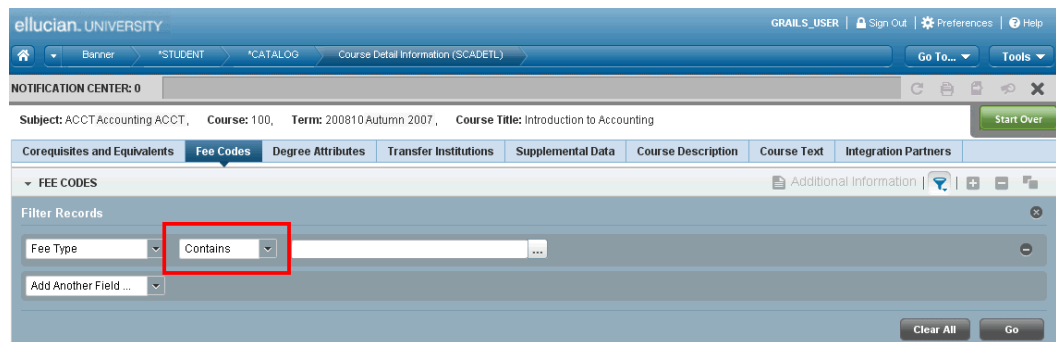 ellucian. UNIVERSITY GRAILS_USER | Sign Out | Preferences | Help
Banner *STUDENT *CATALOG Course Detail Information (SCADETL) Go To... Tools
NOTIFICATION CENTER: 0
Subject: ACCT Accounting ACCT, Course: 100, Term: 200810 Autumn 2007, Course Title: Introduction to Accounting Start Over
Corequisites and Equivalents Fee Codes Degree Attributes Transfer Institutions Supplemental Data Course Description Course Text Integration Partners
FEE CODES Additional Information
Filter Records
Fee Type Contains ...
Add Another Field ...
Clear All Go